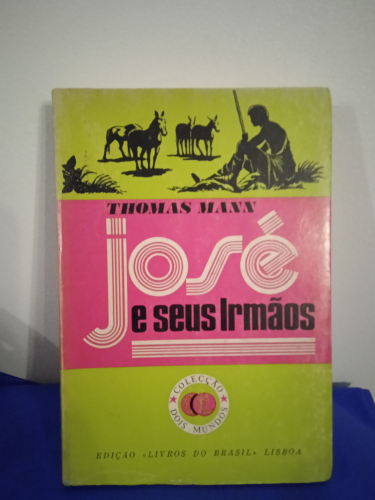 THOMAS MANN
josé
e seus Irmãos
COLECÇÃO
DOIS MUNDOS
EDIÇÃO «LIVROS DO BRASIL» LISBOA